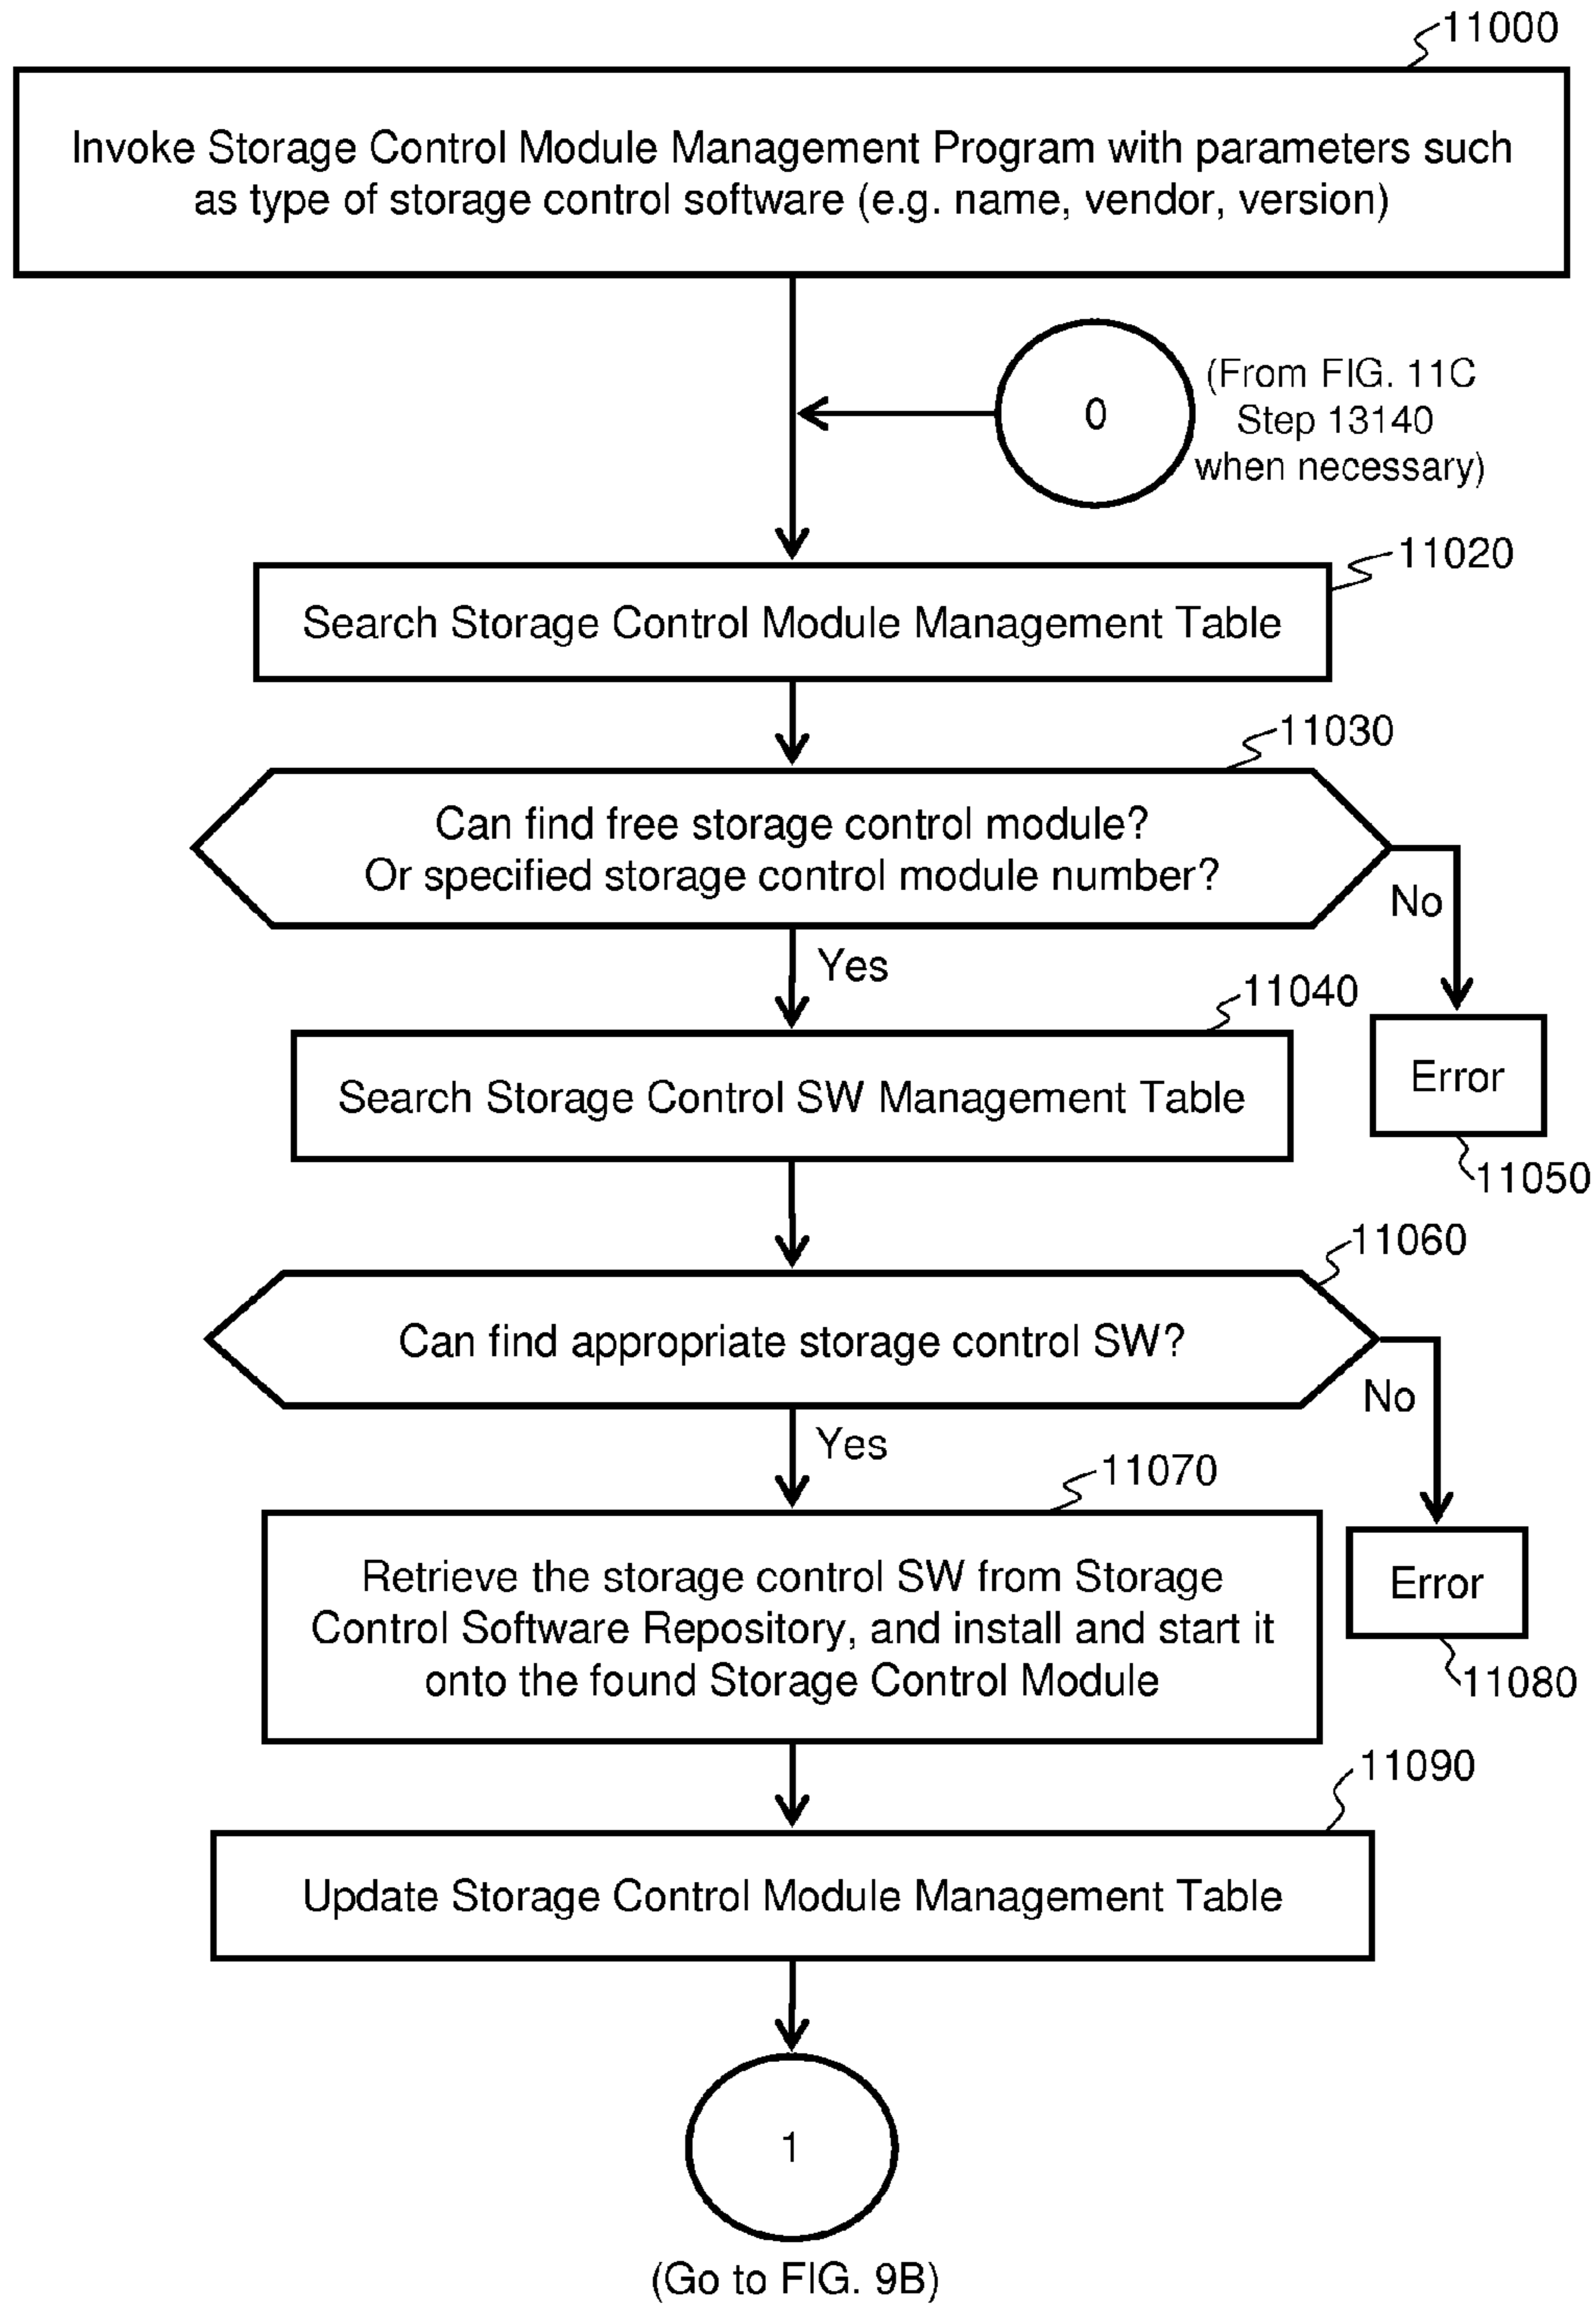 11000
Invoke Storage Control Module Management Program with parameters such
as type of storage control software (e.g. name, vendor, version)
0
(From FIG. 11C
Step 13140
when necessary)
11020
Search Storage Control Module Management Table
11030
Can find free storage control module?
Or specified storage control module number?
No
Yes
11040
Search Storage Control SW Management Table
Error
11050
11060
Can find appropriate storage control SW?
No
Yes
11070
Retrieve the storage control SW from Storage
Control Software Repository, and install and start it
onto the found Storage Control Module
Error
11080
11090
Update Storage Control Module Management Table
1
(Go to FIG. 9B)